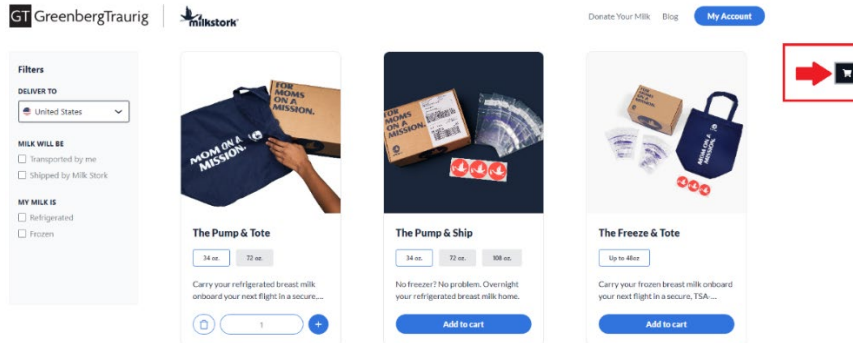 GT GreenbergTraurig
milkstork
Donate Your Milk
Blog
My Account
Filters
DELIVER TO
United States
MILK WILL BE
Transported by me
Shipped by Milk Stork
MY MILK IS
Refrigerated
Frozen
FOR
MOMS
ON A
MISSION.
MOM ON A
MISSION.
The Pump & Tote
34 oz.
72 oz.
Carry your refrigerated breast milk
onboard your next flight in a secure,...
1
+
FOR
MOMS
ON A
MISSION.
The Pump & Ship
34 oz.
72 oz.
108 oz.
No freezer? No problem. Overnight
your refrigerated breast milk home.
Add to cart
MOM ON A
MISSION.
The Freeze & Tote
Up to 48oz
Carry your frozen breast milk onboard
your next flight in a secure, TSA-...
Add to cart